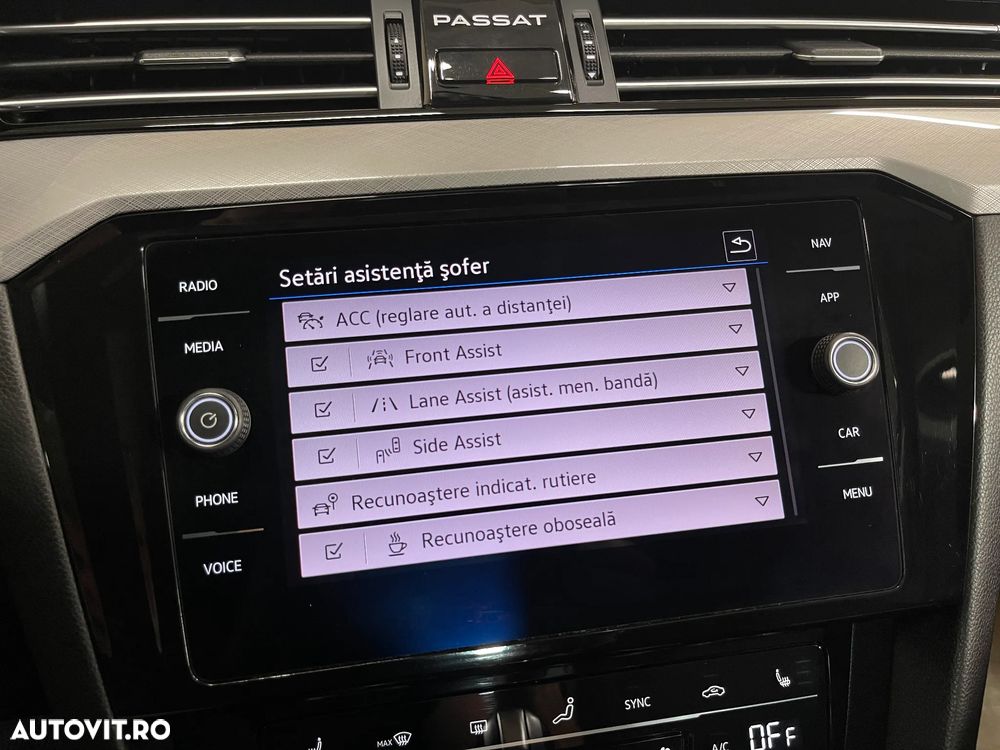 PASSAT
RADIO
MEDIA
PHONE
VOICE
Setări asistenţă şofer
ACC (reglare aut. a distanţei)
Front Assist
Lane Assist (asist. men. bandă)
Side Assist
Recunoaştere indicat. rutiere
Recunoaştere oboseală
NAV
APP
CAR
MENU
MAX
SYNC
A/C
OFF
AUTOVIT.RO